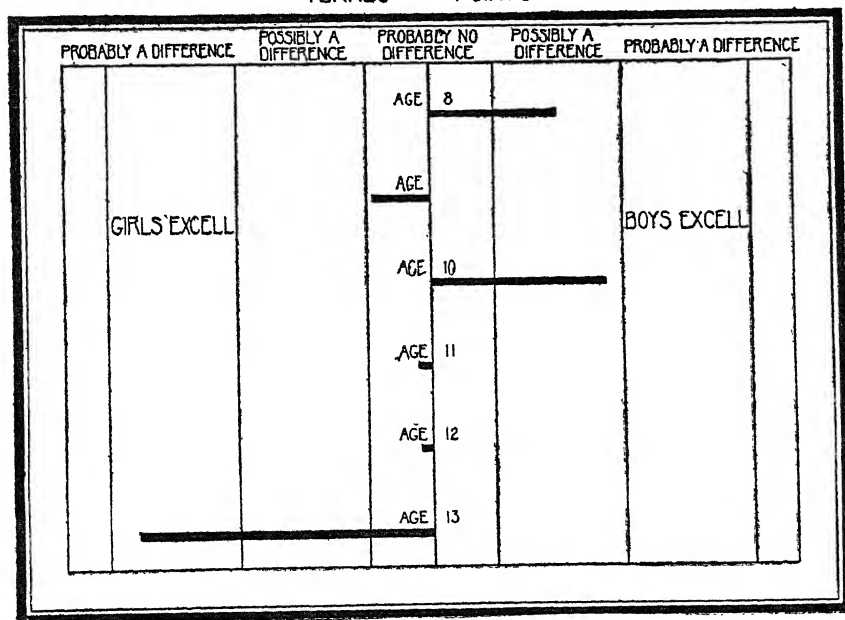 PROBABLY A DIFFERENCE POSSIBLY A DIFFERENCE PROBABLY NO DIFFERENCE POSSIBLY A DIFFERENCE PROBABLY A DIFFERENCE
AGE 8
AGE
GIRLS EXCELL BOYS EXCELL
AGE 10
AGE 11
AGE 12
AGE 13